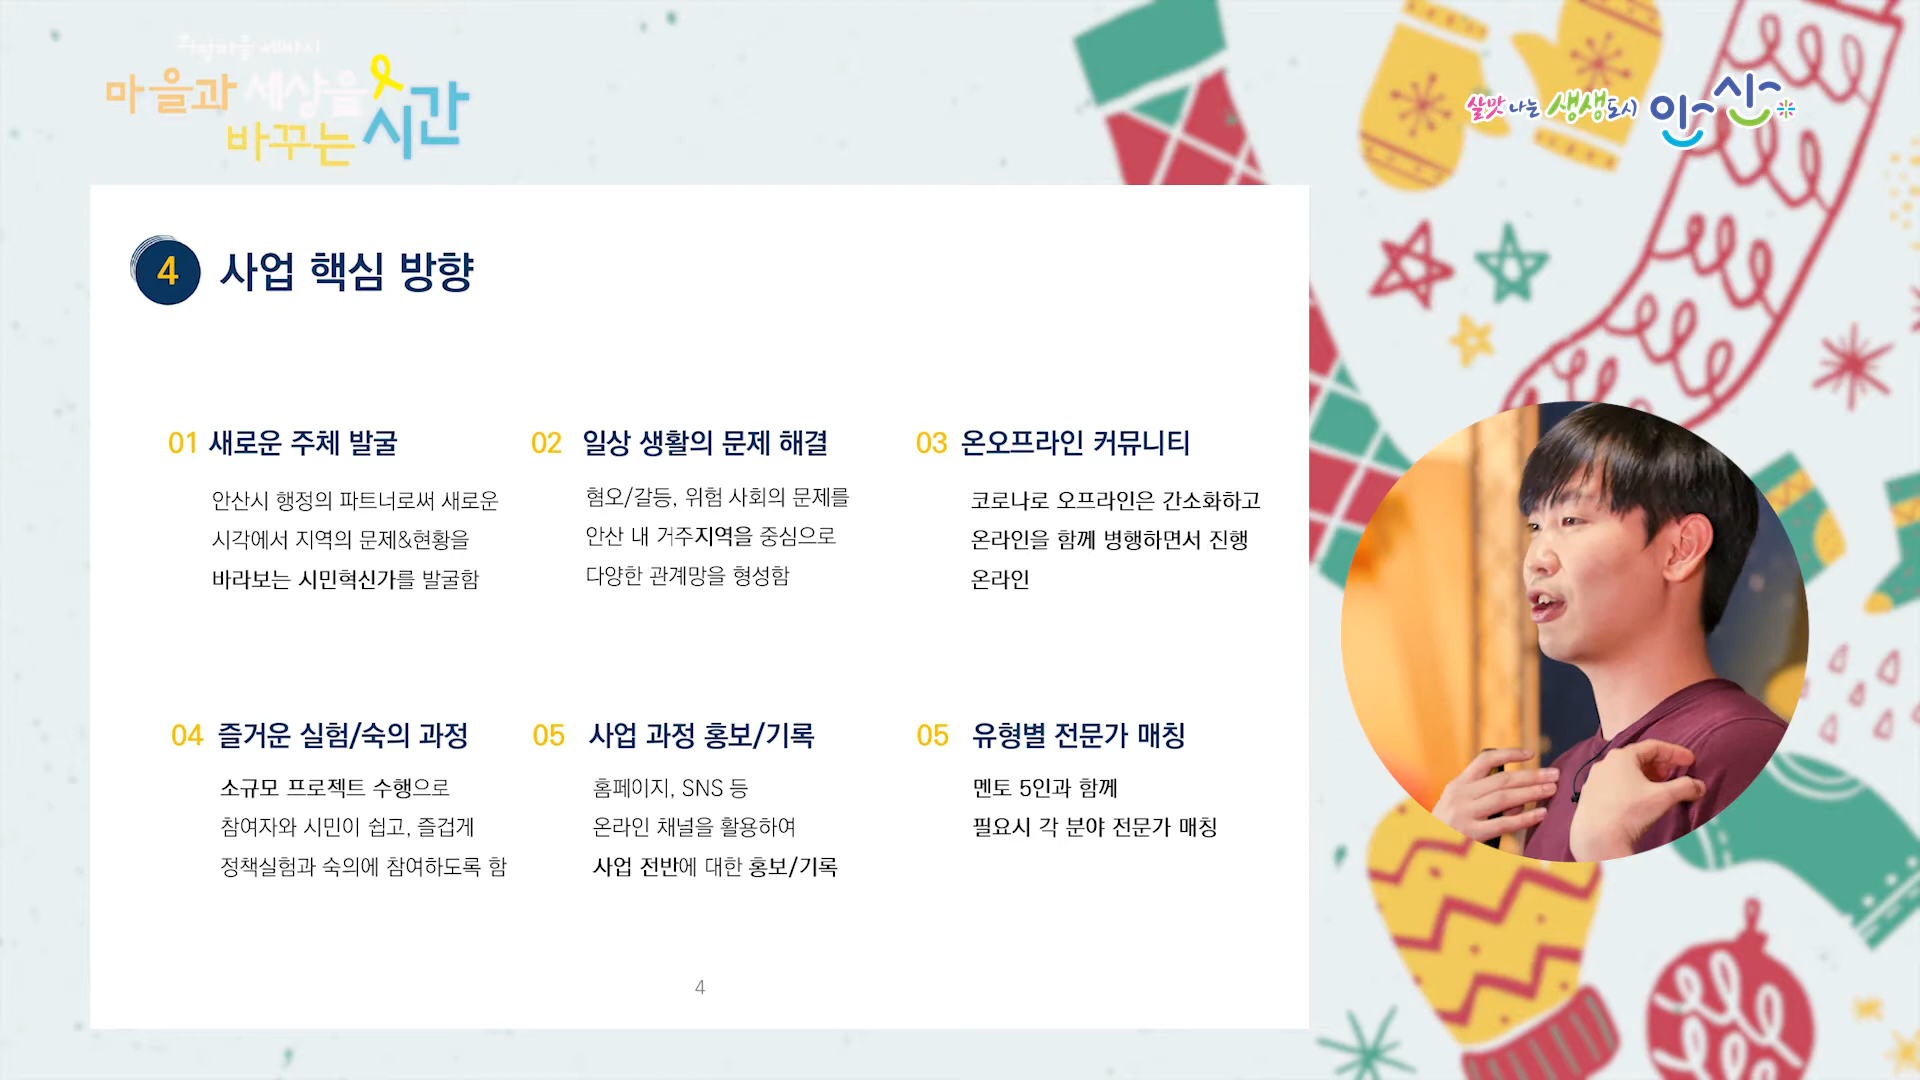 희망마을 세바시
마을과 세상을
바꾸는 시간
살맛나는 생생도시 안산
4
사업 핵심 방향
01 새로운 주체 발굴
안산시 행정의 파트너로써 새로운
시각에서 지역의 문제&현황을
바라보는 시민혁신가를 발굴함
02 일상 생활의 문제 해결
혐오/갈등, 위험 사회의 문제를
안산 내 거주지역을 중심으로
다양한 관계망을 형성함
03 온오프라인 커뮤니티
코로나로 오프라인은 간소화하고
온라인을 함께 병행하면서 진행
온라인
04 즐거운 실험/숙의 과정
소규모 프로젝트 수행으로
참여자와 시민이 쉽고, 즐겁게
정책실험과 숙의에 참여하도록 함
05 사업 과정 홍보/기록
홈페이지, SNS 등
온라인 채널을 활용하여
사업 전반에 대한 홍보/기록
05 유형별 전문가 매칭
멘토 5인과 함께
필요시 각 분야 전문가 매칭
4